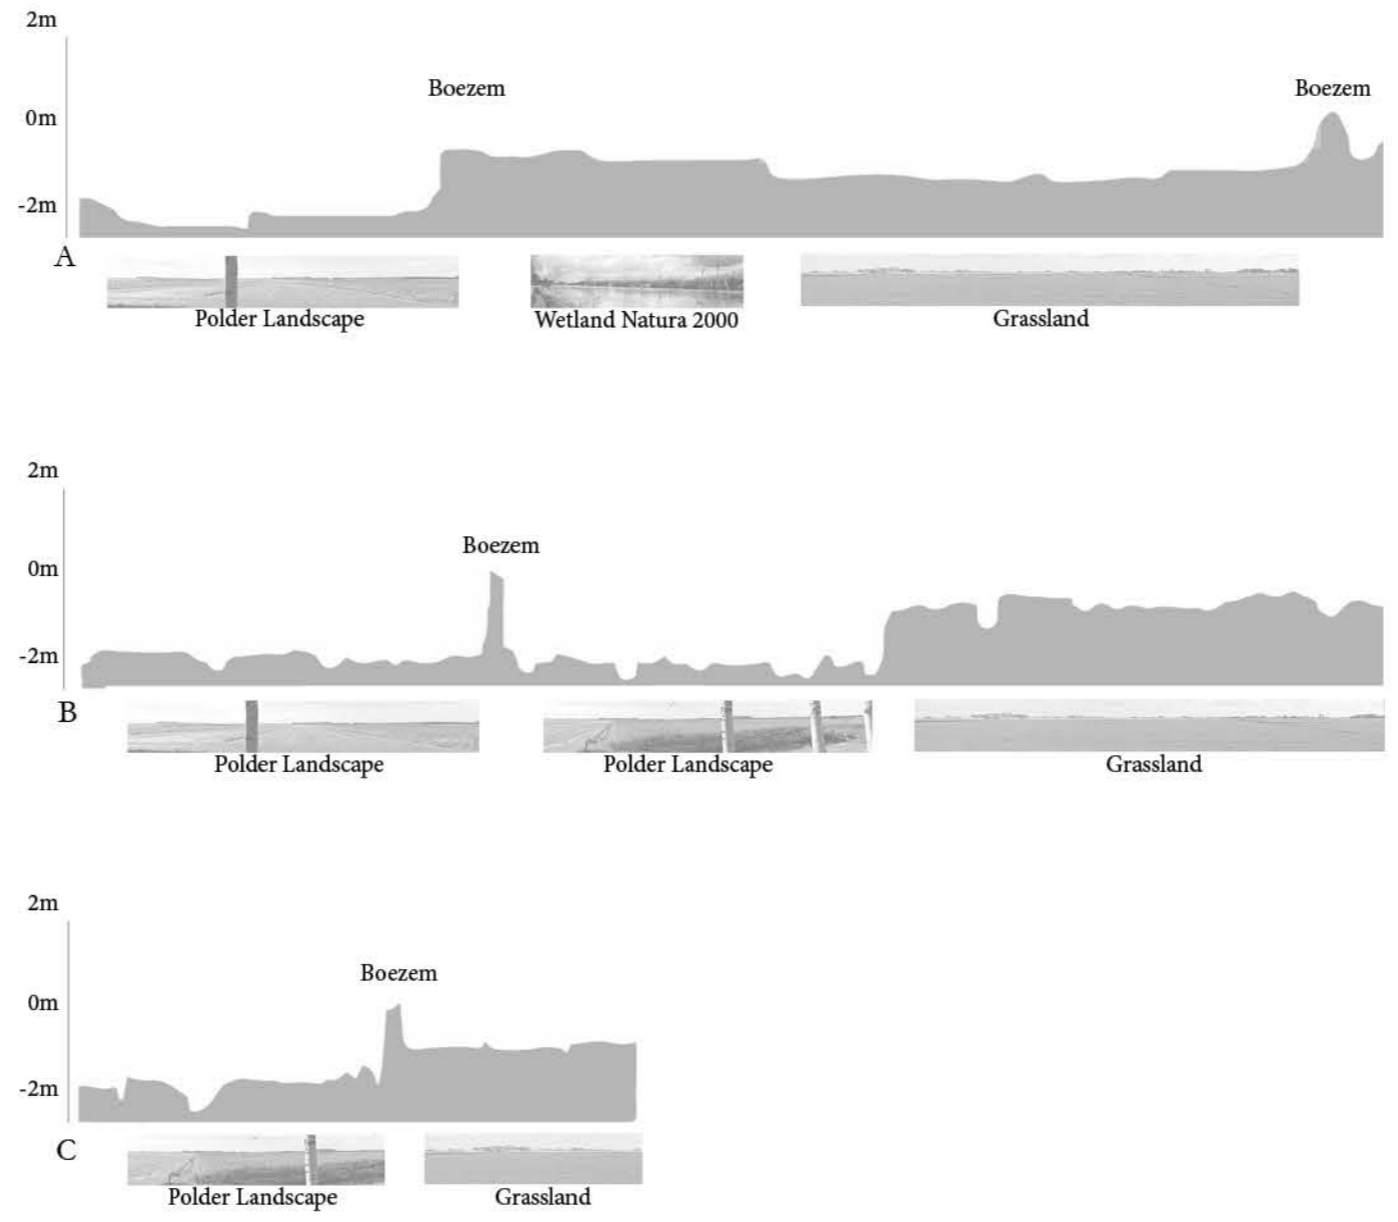 2m
Boezem
Boezem
0m
-2m
A
Polder Landscape
Wetland Natura 2000
Grassland
2m
Boezem
0m
-2m
B
Polder Landscape
Polder Landscape
Grassland
2m
Boezem
0m
-2m
C
Polder Landscape
Grassland